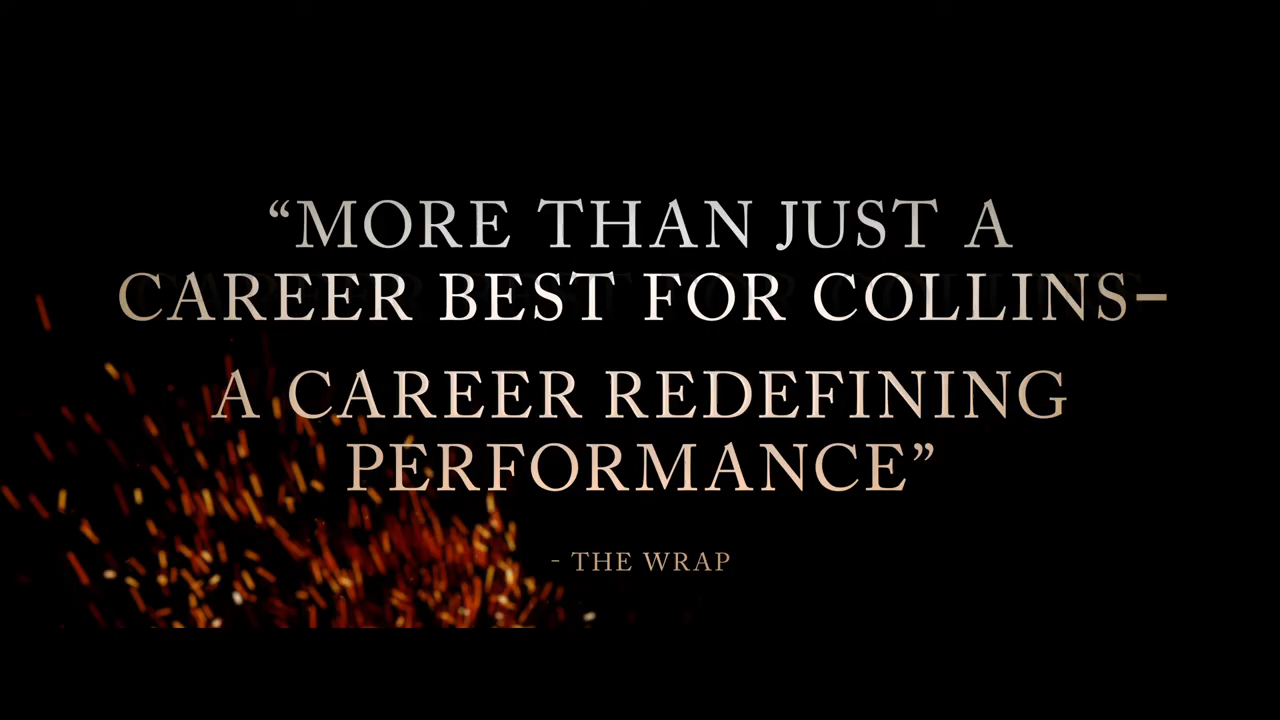 “MORE THAN JUST A
CAREER BEST FOR COLLINS–
A CAREER REDEFINING
PERFORMANCE”
- THE WRAP